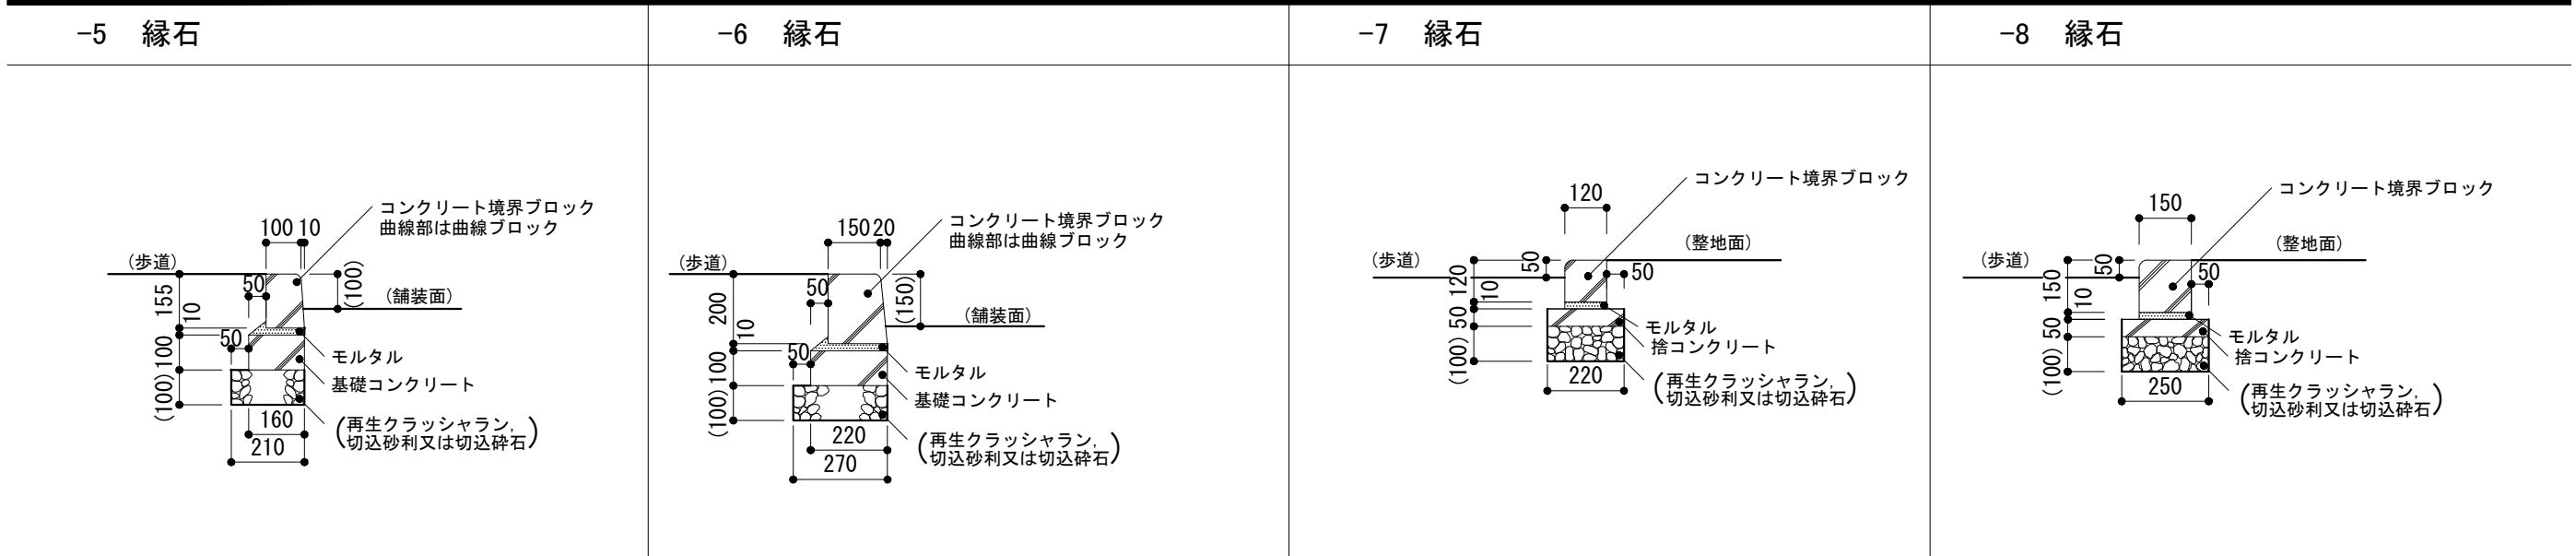 -5 縁石
100 10
コンクリート境界ブロック
曲線部は曲線ブロック
(歩道)
50
(100)
(舗装面)
155
10
50
100
モルタル
基礎コンクリート
(100)
160
210
(再生クラッシャラン,
切込砂利又は切込砕石)
-6 縁石
150 20
コンクリート境界ブロック
曲線部は曲線ブロック
(歩道)
50
(150)
(舗装面)
200
10
50
100
モルタル
基礎コンクリート
(100)
220
270
(再生クラッシャラン,
切込砂利又は切込砕石)
-7 縁石
120
コンクリート境界ブロック
(歩道)
50
(整地面)
50
120
10
50
モルタル
捨コンクリート
(100)
220
(再生クラッシャラン,
切込砂利又は切込砕石)
-8 縁石
150
コンクリート境界ブロック
(歩道)
50
(整地面)
50
150
10
50
モルタル
捨コンクリート
(100)
250
(再生クラッシャラン,
切込砂利又は切込砕石)